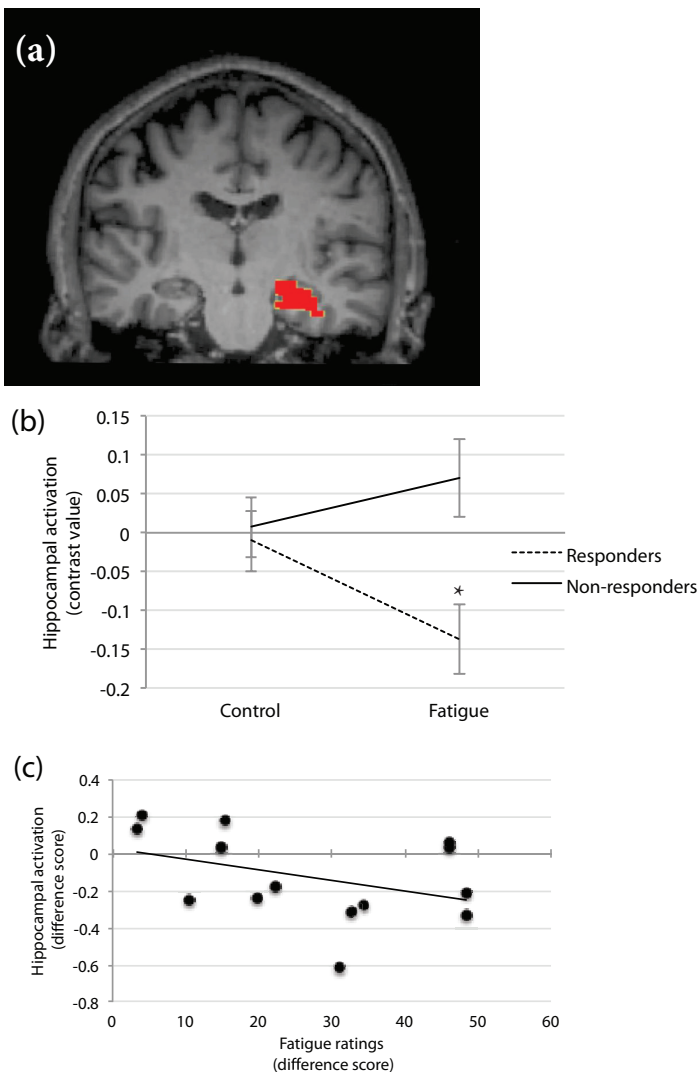 (a)
(b)
Hippocampal activation
(contrast value)
0.15
0.1
0.05
0
-0.05
-0.1
-0.15
-0.2
*
Control
Fatigue
Responders
Non-responders
(c)
Hippocampal activation
(difference score)
0.4
0.2
0
-0.2
-0.4
-0.6
-0.8
0 10 20 30 40 50 60
Fatigue ratings
(difference score)